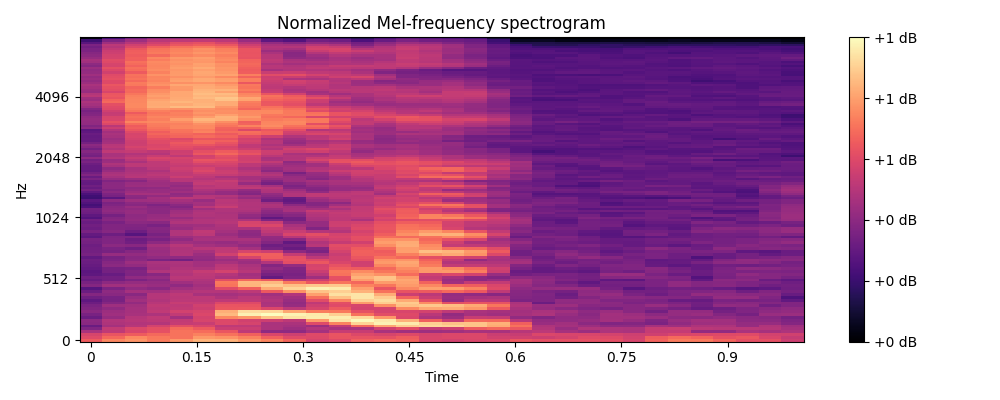 Normalized Mel-frequency spectrogram
Hz
4096
2048
1024
512
0
0 0.15 0.3 0.45 0.6 0.75 0.9
Time
+1 dB
+1 dB
+1 dB
+0 dB
+0 dB
+0 dB